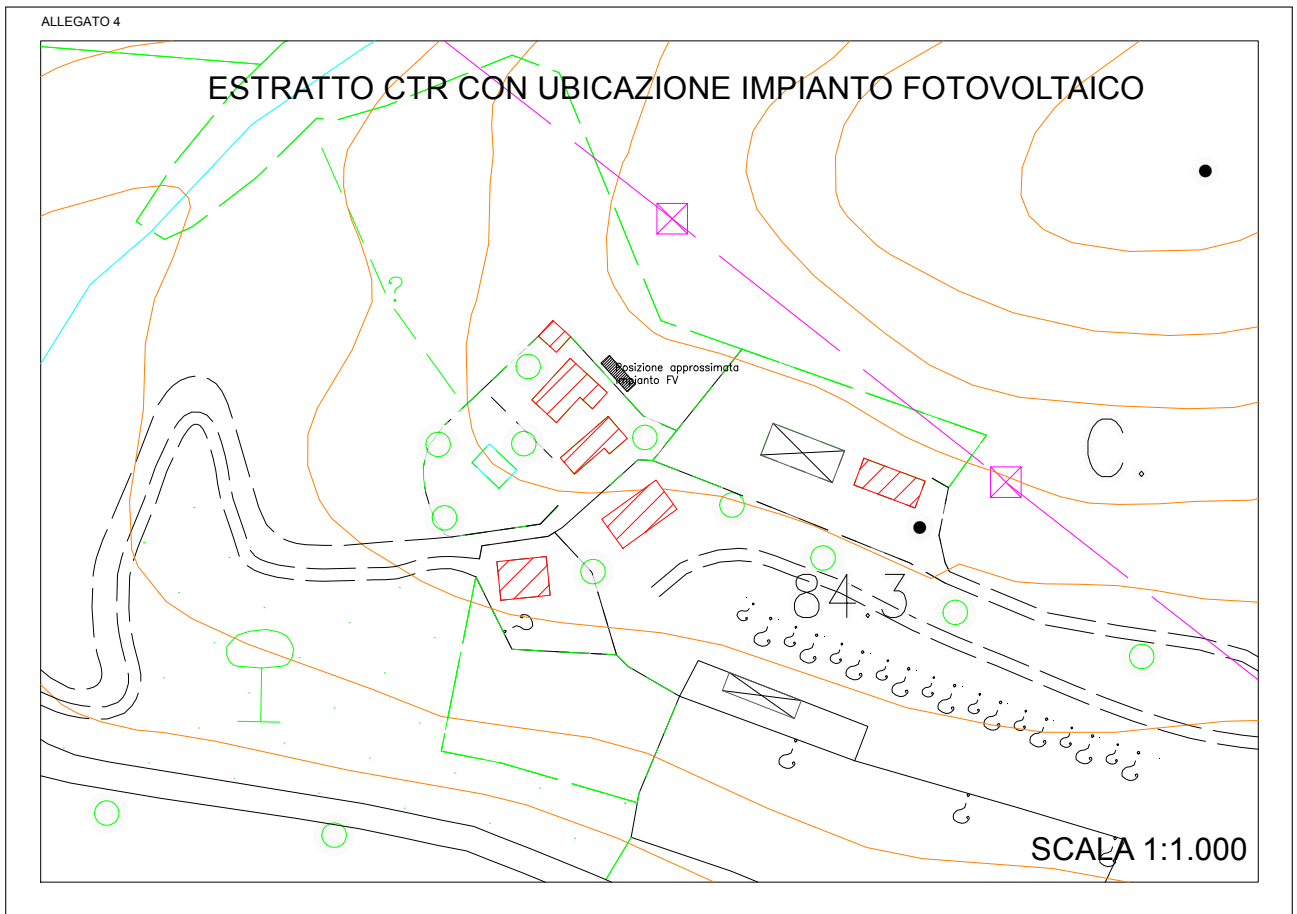 ALLEGATO 4
ESTRATTO CTR CON UBICAZIONE IMPIANTO FOTOVOLTAICO
?
Posizione approssimata
impianto FV
C.
84.3
SCALA 1:1.000